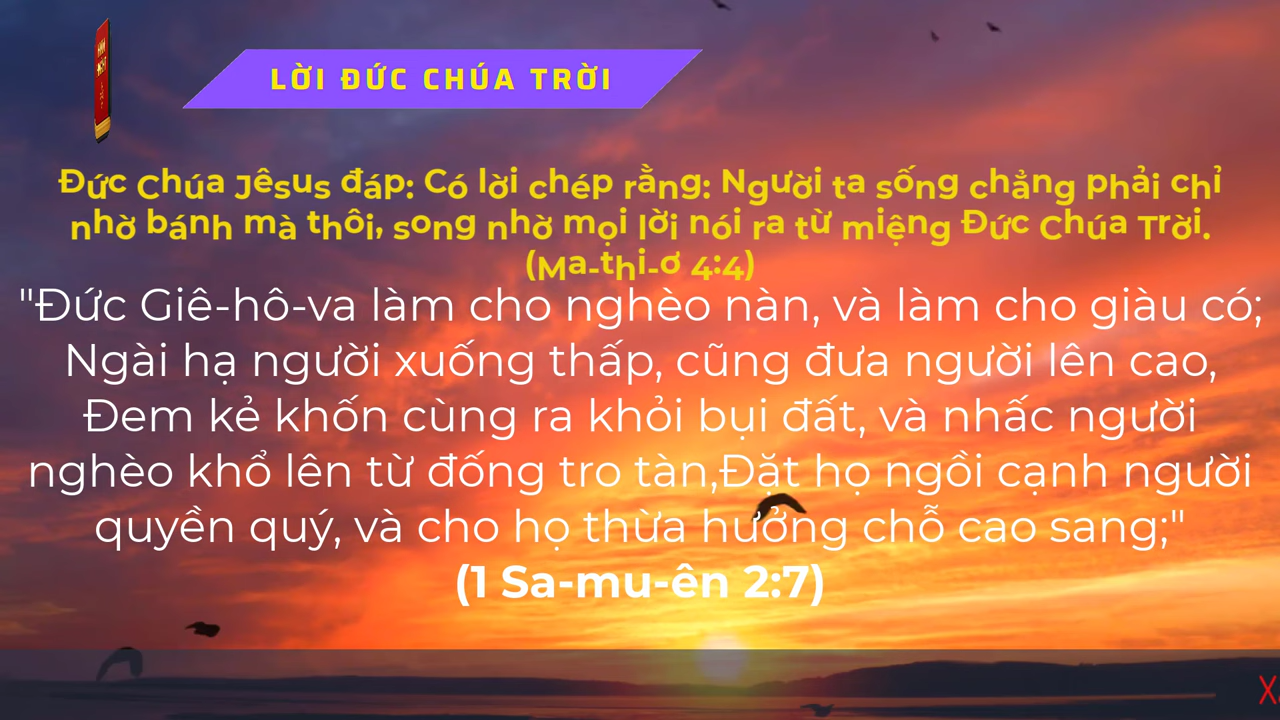 LỜI ĐỨC CHÚA TRỜI
Đức Chúa Jêsus đáp: Có lời chép rằng: Người ta sống chẳng phải chỉ
nhờ bánh mà thôi, song nhờ mọi lời nói ra từ miệng Đức Chúa Trời.
(Ma-thi-ơ 4:4)
"Đức Giê-hô-va làm cho nghèo nàn, và làm cho giàu có;
Ngài hạ người xuống thấp, cũng đưa người lên cao,
Đem kẻ khốn cùng ra khỏi bụi đất, và nhấc người
nghèo khổ lên từ đống tro tàn,Đặt họ ngồi cạnh người
quyền quý, và cho họ thừa hưởng chỗ cao sang;"
(1 Sa-mu-ên 2:7)
X